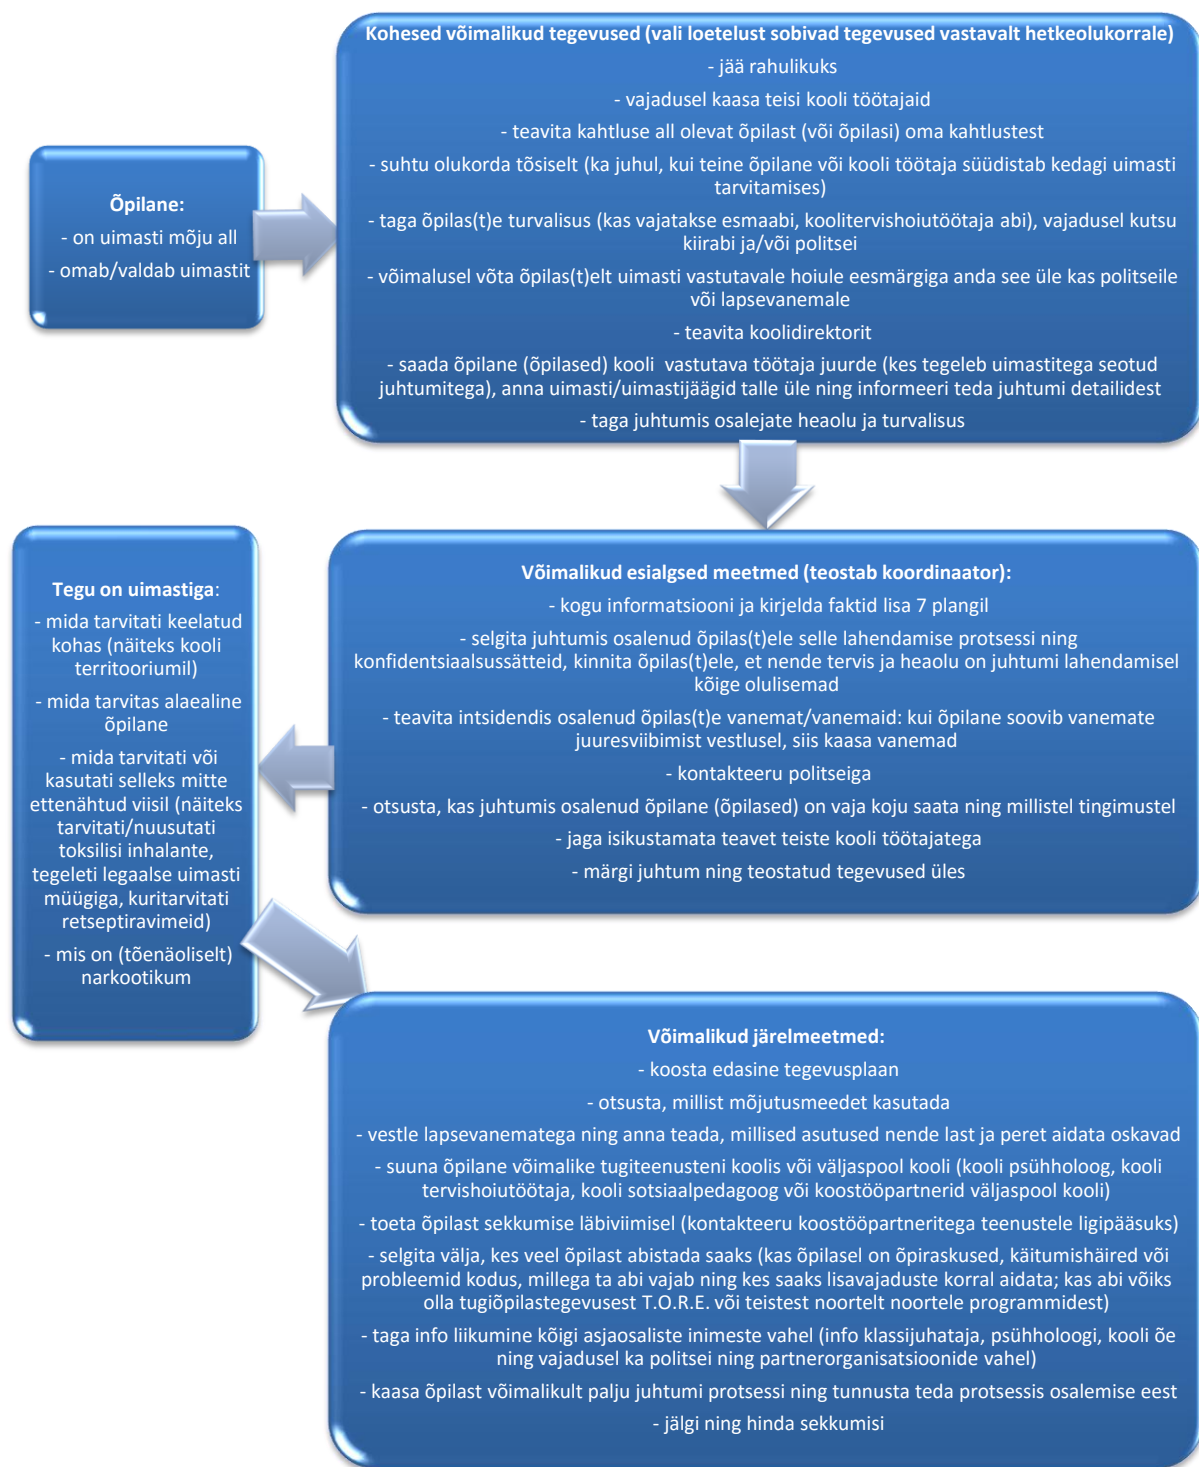 Õpilane:
- on uimasti mõju all
- omab/valdab uimastit
Kohesed võimalikud tegevused (vali loetelust sobivad tegevused vastavalt hetkeolukorrale)
- jää rahulikuks
- vajadusel kaasa teisi kooli töötajaid
- teavita kahtluse all olevat õpilast (või õpilasi) oma kahtlustest
- suhtu olukorda tõsiselt (ka juhul, kui teine õpilane või kooli töötaja süüdistab kedagi uimasti
tarvitamises)
- taga õpilas(t)e turvalisus (kas vajatakse esmaabi, koolitervishoiutöötaja abi), vajadusel kutsu
kiirabi ja/või politsei
- võimalusel võta õpilas(t)elt uimasti vastutavale hoiule eesmärgiga anda see üle kas politseile
või lapsevanemale
- teavita koolidirektorit
- saada õpilane (õpilased) kooli vastutava töötaja juurde (kes tegeleb uimastitega seotud
juhtumitega), anna uimasti/uimastijäägid talle üle ning informeeri teda juhtumi detailidest
- taga juhtumis osalejate heaolu ja turvalisus
Võimalikud esialgsed meetmed (teostab koordinaator):
- kogu informatsiooni ja kirjelda faktid lisa 7 plangil
- selgita juhtumis osalenud õpilas(t)ele selle lahendamise protsessi ning
konfidentsiaalsussätteid, kinnita õpilas(t)ele, et nende tervis ja heaolu on juhtumi lahendamisel
kõige olulisemad
- teavita intsidendis osalenud õpilas(t)e vanemat/vanemaid: kui õpilane soovib vanemate
juuresviibimist vestlusel, siis kaasa vanemad
- kontakteeru politseiga
- otsusta, kas juhtumis osalenud õpilane (õpilased) on vaja koju saata ning millistel tingimustel
- jaga isikustamata teavet teiste kooli töötajatega
- märgi juhtum ning teostatud tegevused üles
Tegu on uimastiga:
- mida tarvitati keelatud
kohas (näiteks kooli
territooriumil)
- mida tarvitas alaealine
õpilane
- mida tarvitati või
kasutati selleks mitte
ettenähtud viisil (näiteks
tarvitati/nuusutati
toksilisi inhalante,
tegeleti legaalse uimasti
müügiga, kuritarvitati
retseptiravimeid)
- mis on (tõenäoliselt)
narkootikum
Võimalikud järelmeetmed:
- koosta edasine tegevusplaan
- otsusta, millist mõjutusmeedet kasutada
- vestle lapsevanematega ning anna teada, millised asutused nende last ja peret aidata oskavad
- suuna õpilane võimalike tugiteenusteni koolis või väljaspool kooli (kooli psühholoog, kooli
tervishoiutöötaja, kooli sotsiaalpedagoog või koostööpartnerid väljaspool kooli)
- toeta õpilast sekkumise läbiviimisel (kontakteeru koostööpartneritega teenustele ligipääsuks)
- selgita välja, kes veel õpilast abistada saaks (kas õpilasel on õpiraskused, käitumishäired või
probleemid kodus, millega ta abi vajab ning kes saaks lisavajaduste korral aidata; kas abi võiks
olla tugiõpilastegevusest T.O.R.E. või teistest noortelt noortele programmidest)
- taga info liikumine kõigi asjaosaliste inimeste vahel (info klassijuhataja, psühholoogi, kooli õe
ning vajadusel ka politsei ning partnerorganisatsioonide vahel)
- kaasa õpilast võimalikult palju juhtumi protsessi ning tunnusta teda protsessis osalemise eest
- jälgi ning hinda sekkumisi